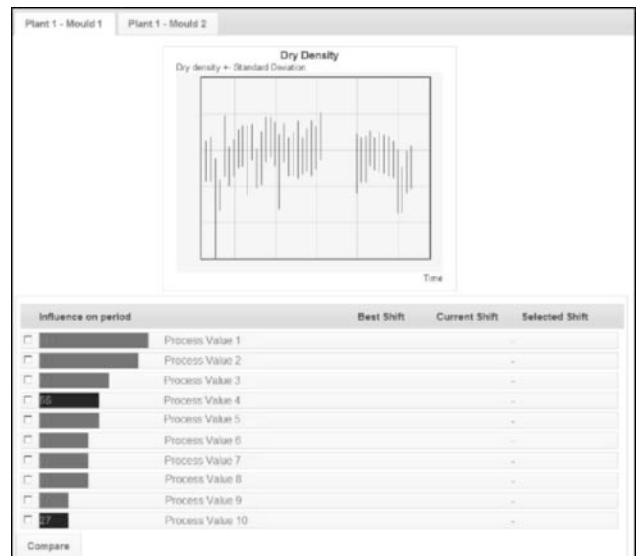 Plant 1 - Mould 1 Plant 1 - Mould 2
Dry Density
Dry density +- Standard Deviation
Time
Influence on period Best Shift Current Shift Selected Shift
Process Value 1 -
Process Value 2 -
Process Value 3 -
56 Process Value 4 -
Process Value 5 -
Process Value 6 -
Process Value 7 -
Process Value 8 -
Process Value 9 -
27 Process Value 10 -
Compare